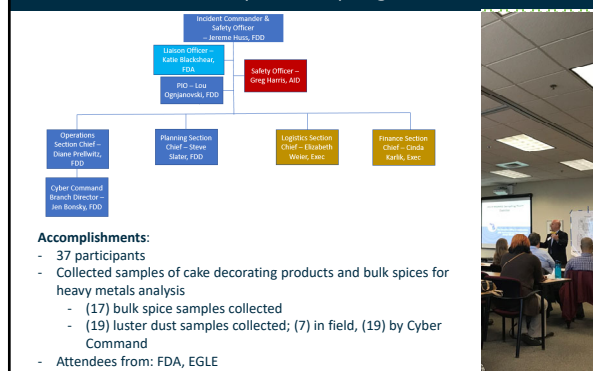 Incident Commander &
Safety Officer
– Jereme Huss, FDD
Liaison Officer –
Katie Blackshear,
FDA
Safety Officer –
Greg Harris, AID
PIO – Lou
Ognjanovski, FDD
Operations
Section Chief –
Diane Prellwitz,
FDD
Planning Section
Chief – Steve
Slater, FDD
Logistics Section
Chief – Elizabeth
Weier, Exec
Finance Section
Chief – Cinda
Karlik, Exec
Cyber Command
Branch Director –
Jen Bonsky, FDD
Accomplishments:
- 37 participants
- Collected samples of cake decorating products and bulk spices for
heavy metals analysis
- (17) bulk spice samples collected
- (19) luster dust samples collected; (7) in field, (19) by Cyber
Command
- Attendees from: FDA, EGLE